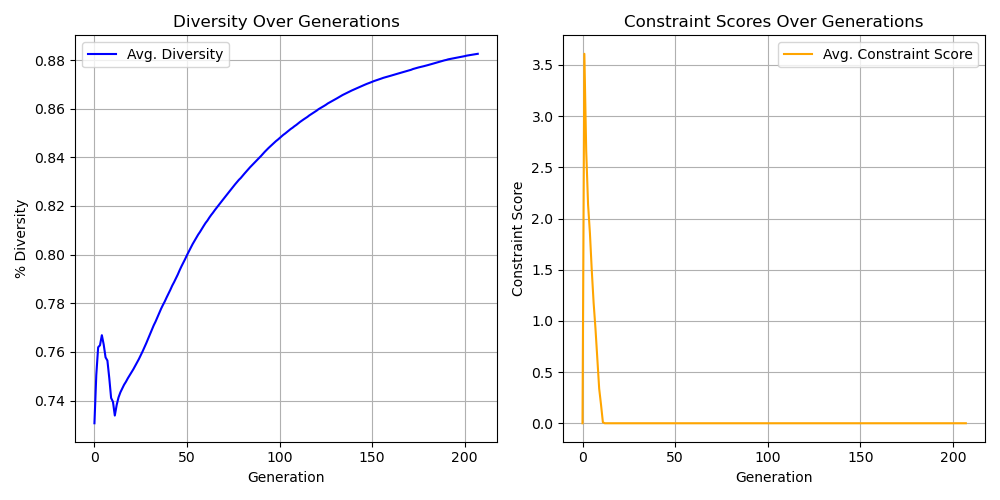 Diversity Over Generations
Avg. Diversity
% Diversity
0.88
0.86
0.84
0.82
0.80
0.78
0.76
0.74
0 50 100 150 200
Generation
Constraint Scores Over Generations
Avg. Constraint Score
Constraint Score
3.5
3.0
2.5
2.0
1.5
1.0
0.5
0.0
0 50 100 150 200
Generation